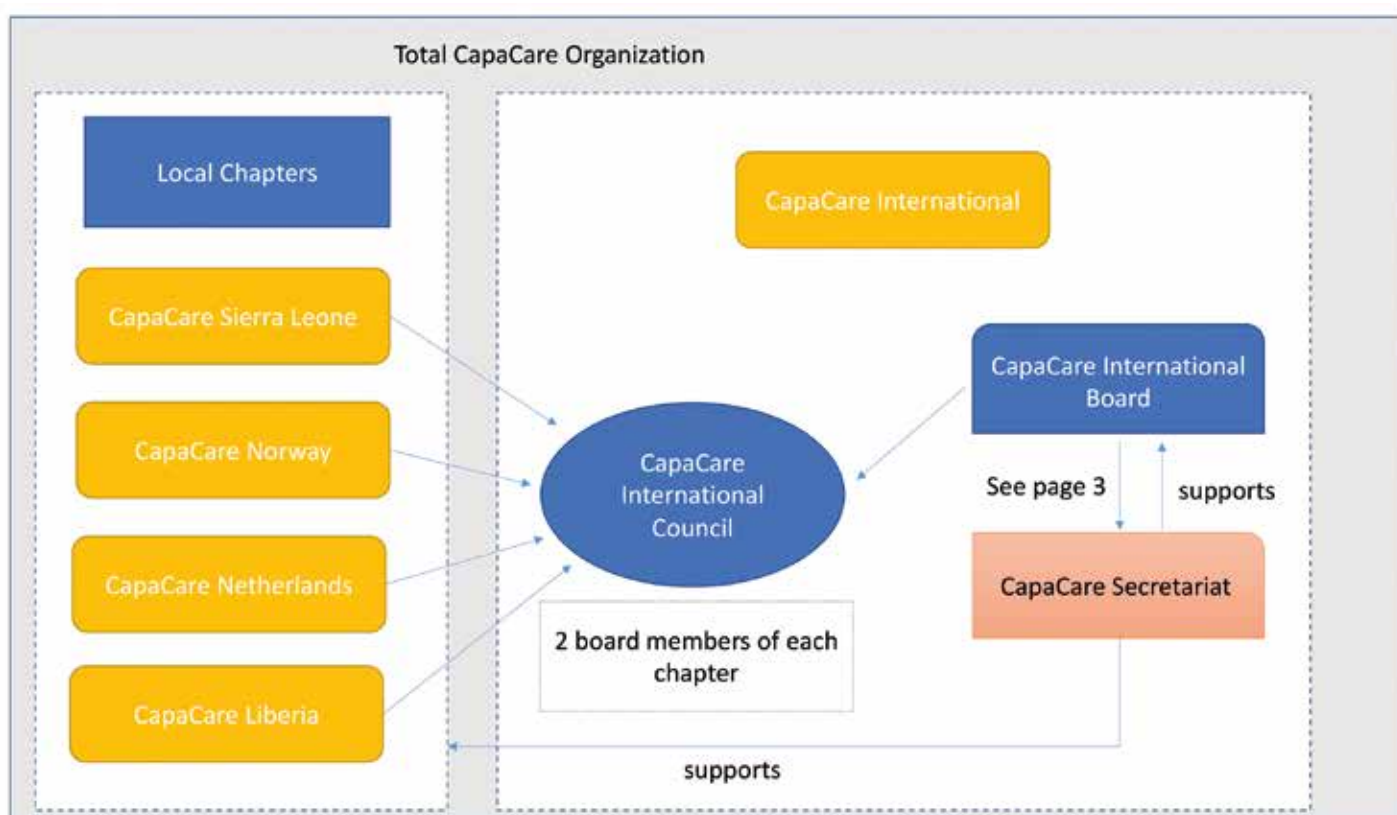 Total CapaCare Organization
Local Chapters
CapaCare Sierra Leone
CapaCare Norway
CapaCare Netherlands
CapaCare Liberia
CapaCare International
CapaCare
International
Council
2 board members of each
chapter
CapaCare International
Board
See page 3
supports
CapaCare Secretariat
supports